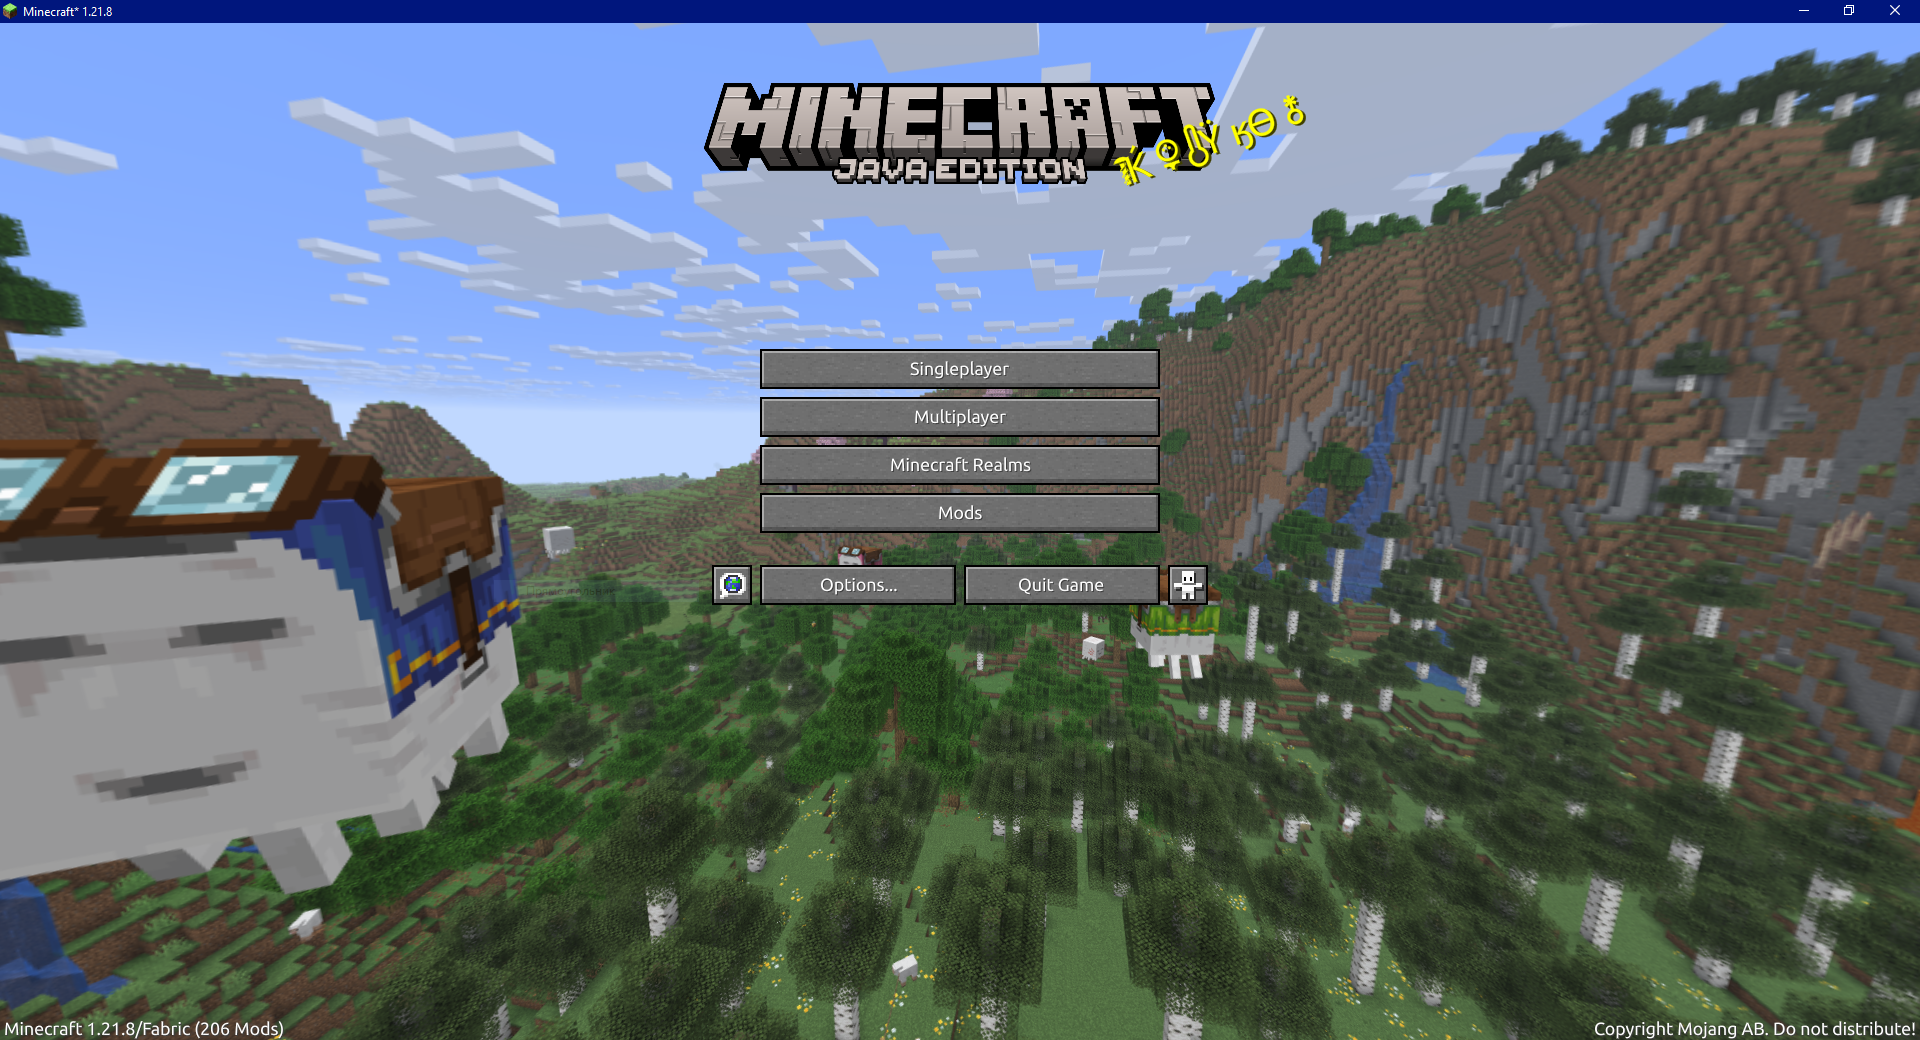 Minecraft* 1.21.8
MINECRAFT
JAVA EDITION
Singleplayer
Multiplayer
Minecraft Realms
Mods
Options...
Quit Game
Minecraft 1.21.8/Fabric (206 Mods)
Copyright Mojang AB. Do not distribute!